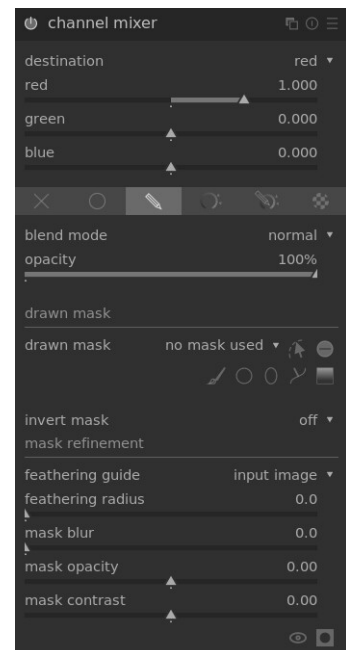 channel mixer
destination red
red 1.000
green 0.000
blue 0.000
blend mode normal
opacity 100%
drawn mask
drawn mask no mask used
invert mask off
mask refinement
feathering guide input image
feathering radius 0.0
mask blur 0.0
mask opacity 0.00
mask contrast 0.00